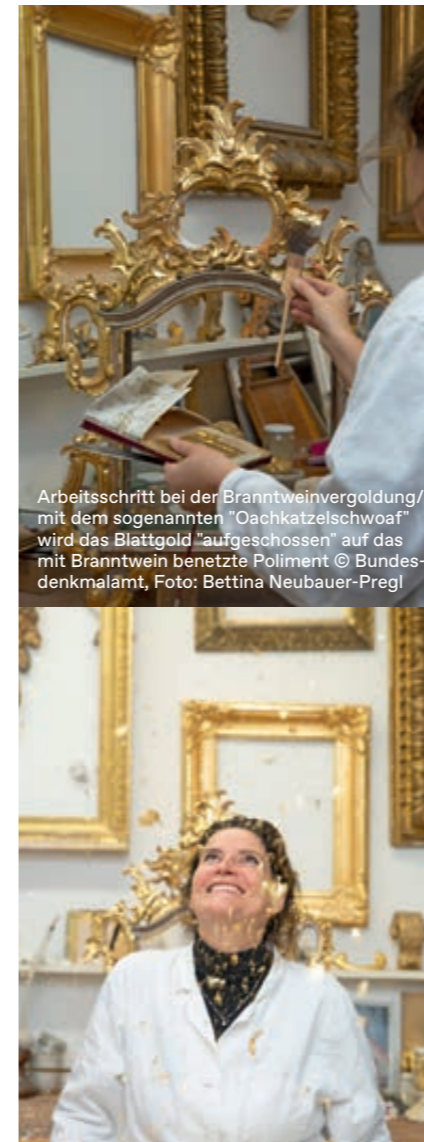 Arbeitsschritt bei der Branntweinvergoldung/
mit dem sogenannten "Oachkatzelschwoaf"
wird das Blattgold "aufgeschossen" auf das
mit Branntwein benetzte Poliment © Bundes-
denkmalamt, Foto: Bettina Neubauer-Pregl